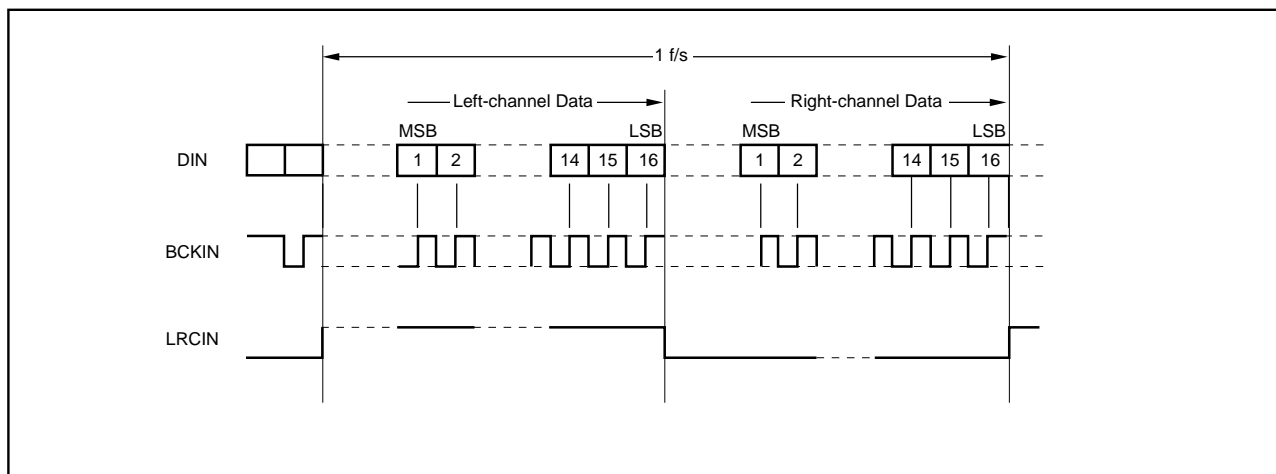 1 f/s
Left-channel Data
Right-channel Data
MSB
LSB
MSB
LSB
DIN
1
2
14
15
16
1
2
14
15
16
BCKIN
LRCIN